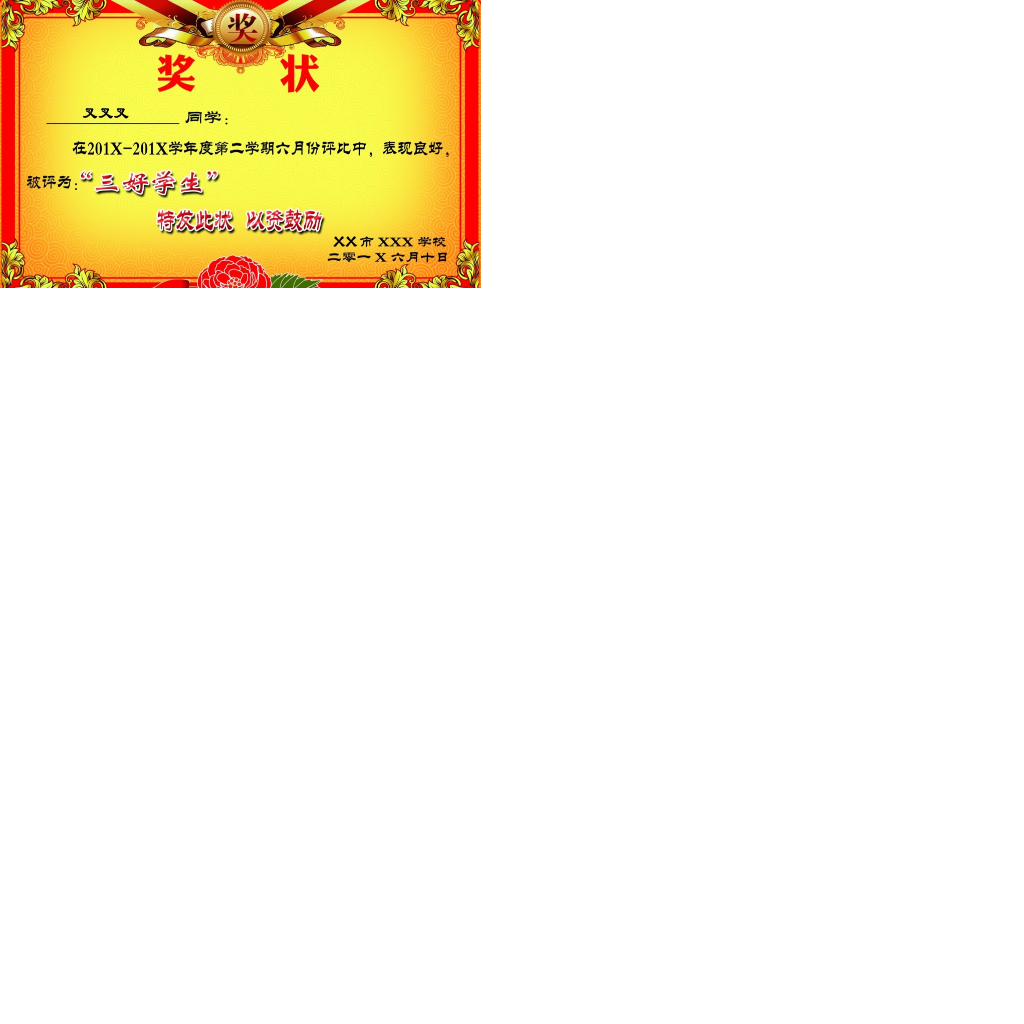 奖
奖 状
叉叉叉 同学：
在201X-201X学年度第二学期六月份评比中，表现良好，
被评为：“三好学生”
特发此状 以资鼓励
XX市XXX学校
二零一X六月十日